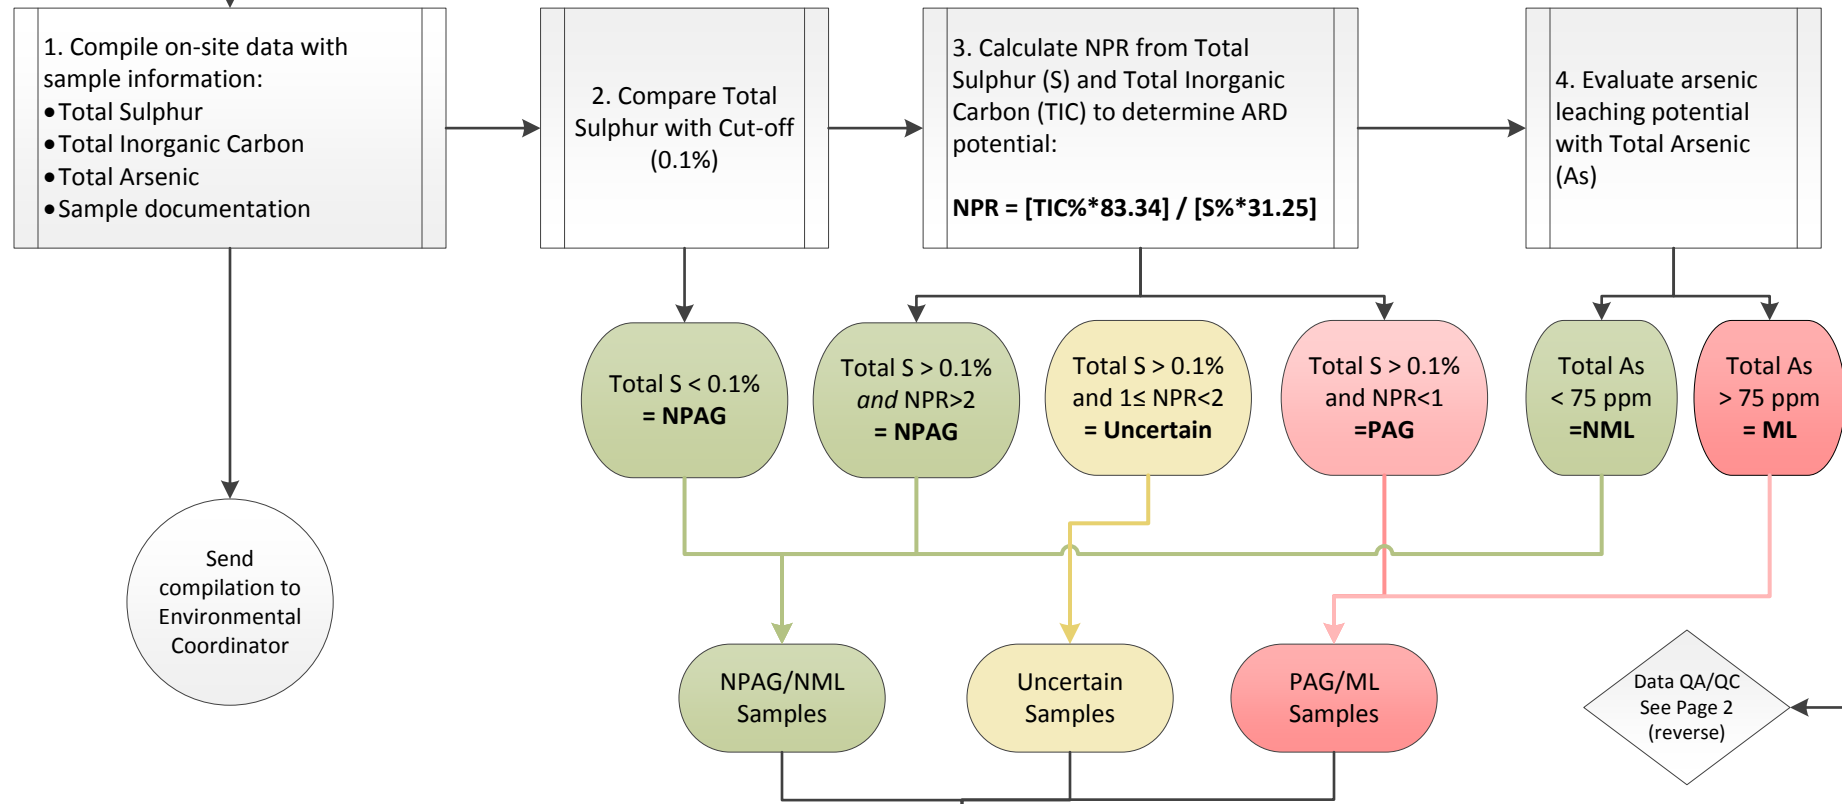 1. Compile on-site data with
sample information:
•Total Sulphur
•Total Inorganic Carbon
•Total Arsenic
•Sample documentation
2. Compare Total
Sulphur with Cut-off
(0.1%)
3. Calculate NPR from Total
Sulphur (S) and Total Inorganic
Carbon (TIC) to determine ARD
potential:
NPR = [TIC%*83.34] / [S%*31.25]
4. Evaluate arsenic
leaching potential
with Total Arsenic
(As)
Total S < 0.1%
= NPAG
Total S > 0.1%
and NPR>2
= NPAG
Total S > 0.1%
and 1≤ NPR<2
= Uncertain
Total S > 0.1%
and NPR<1
=PAG
Total As
< 75 ppm
=NML
Total As
> 75 ppm
= ML
Send
compilation to
Environmental
Coordinator
NPAG/NML
Samples
Uncertain
Samples
PAG/ML
Samples
Data QA/QC
See Page 2
(reverse)